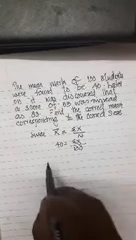 The mean mark of 100 students
were found to be 40. Later
on it was discovered that
a score of 53 was misread
as 83. Find the correct mean
corresponding to the correct score
Since X̄ = ΣX
n
40 = ΣX
100